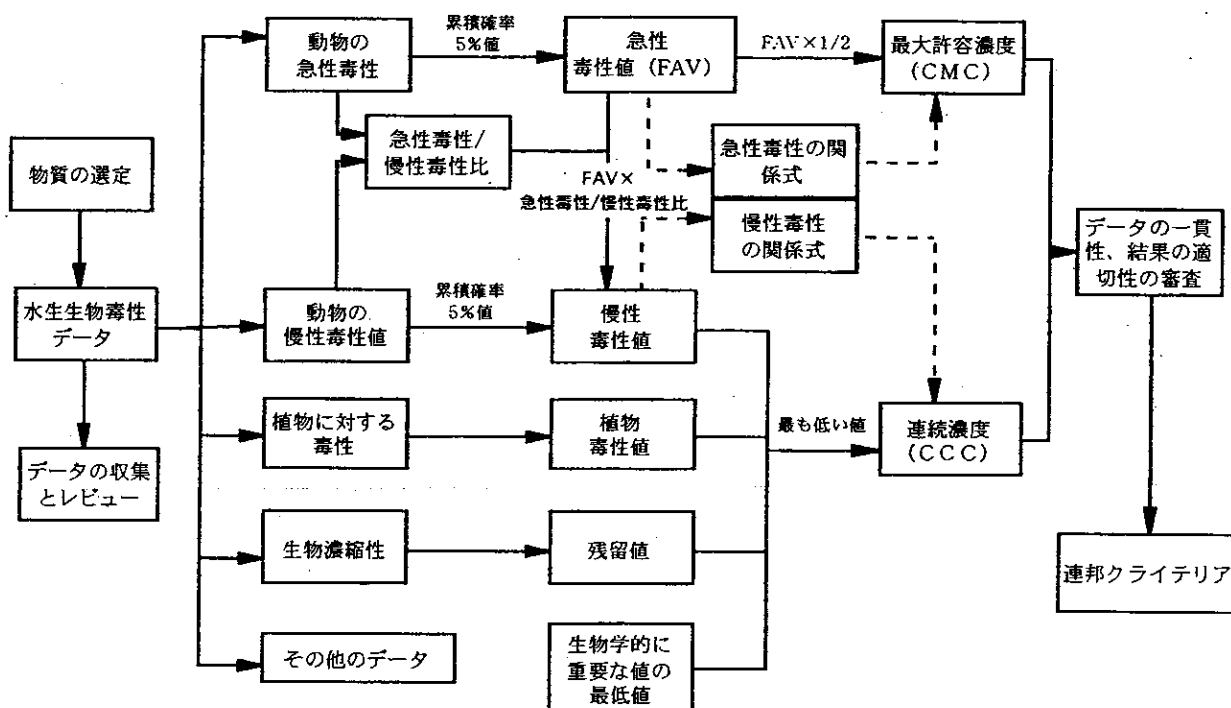 動物の
急性毒性
累積確率
5%値
急性
毒性値（FAV）
FAV×1/2
最大許容濃度
（CMC）
急性毒性/
慢性毒性比
急性毒性の関
係式
物質の選定
FAV×
急性毒性/慢性毒性比
慢性毒性
の関係式
データの一貫
性、結果の適
切性の審査
水生生物毒性
データ
動物の
慢性毒性値
累積確率
5%値
慢性
毒性値
植物に対する
毒性
植物
毒性値
最も低い値
連続濃度
（CCC）
データの収集
とレビュー
生物濃縮性
残留値
連邦クライテリア
その他のデータ
生物学的に
重要な値の
最低値